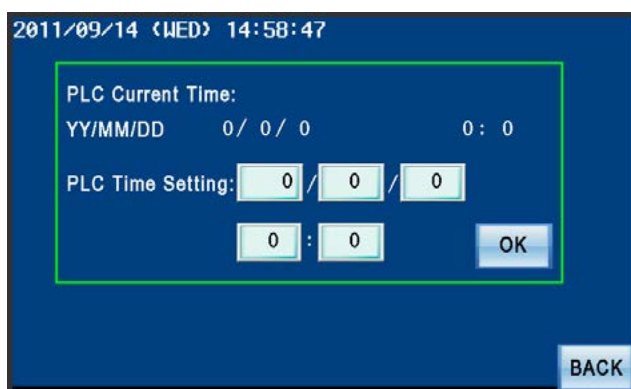 2011/09/14 (WED) 14:58:47
PLC Current Time:
YY/MM/DD 0/ 0/ 0 0: 0
PLC Time Setting: 0 / 0 / 0
0 : 0 OK
BACK